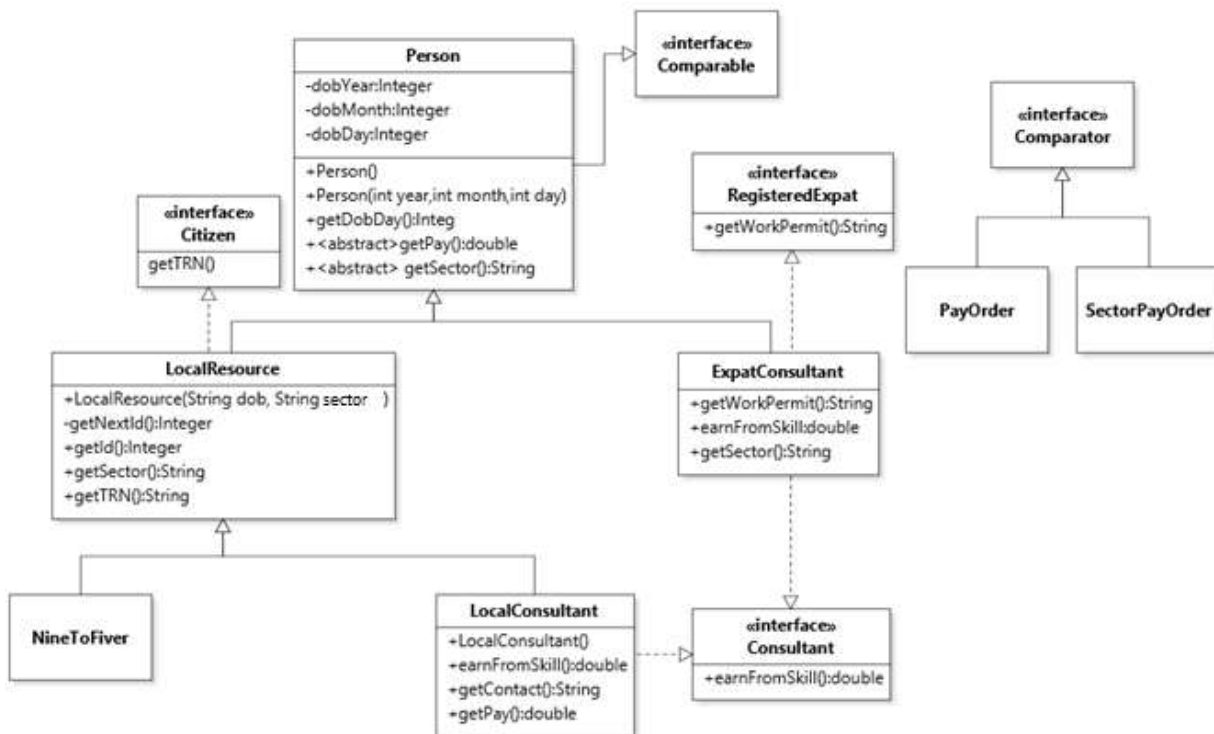 Person
-dobYear:Integer
-dobMonth:Integer
-dobDay:Integer
+Person()
+Person(int year,int month,int day)
+getDobDay():Integ
+<abstract>getPay():double
+<abstract> getSector():String
«interface»
Comparable
«interface»
Comparator
«interface»
RegisteredExpat
+getWorkPermit():String
«interface»
Citizen
getTRN()
PayOrder
SectorPayOrder
LocalResource
+LocalResource(String dob, String sector )
-getNextId():Integer
+getId():Integer
+getSector():String
+getTRN():String
ExpatConsultant
+getWorkPermit():String
+earnFromSkill:double
+getSector():String
NineToFiver
LocalConsultant
+LocalConsultant()
+earnFromSkill():double
+getContact():String
+getPay():double
«interface»
Consultant
+earnFromSkill():double